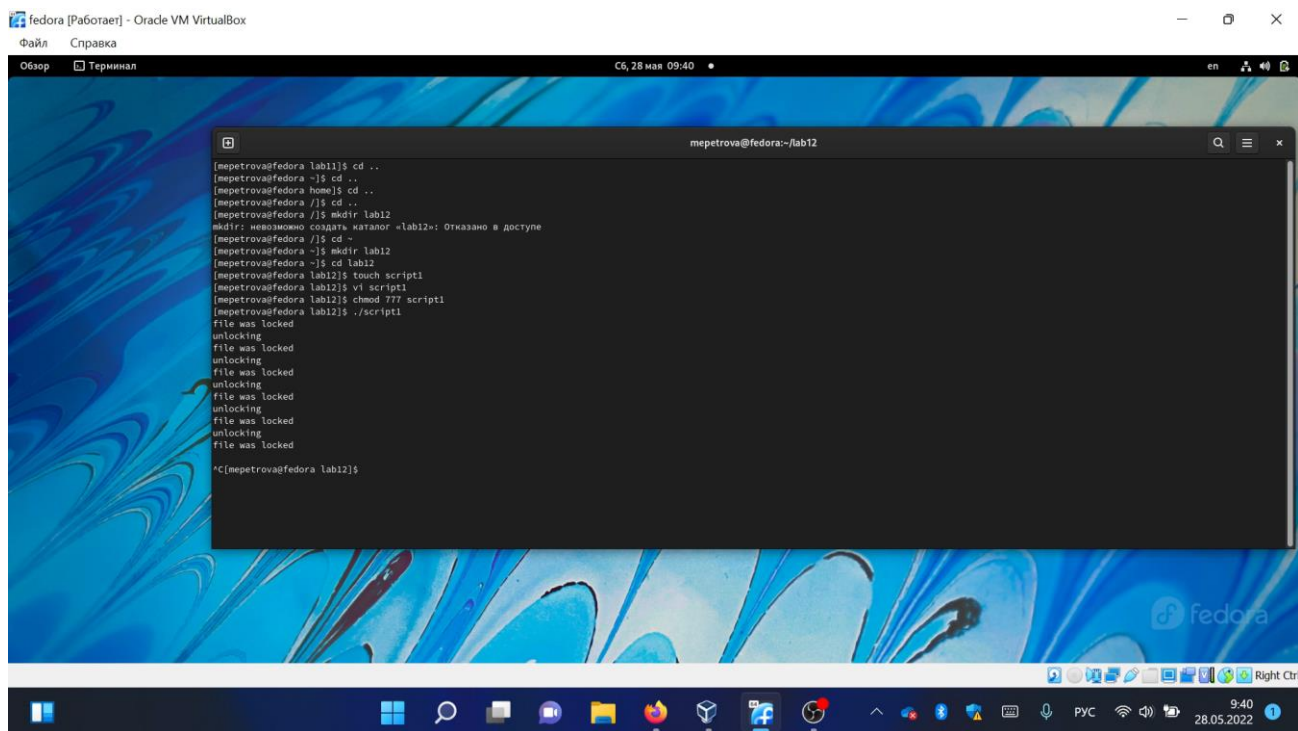 fedora [Работает] - Oracle VM VirtualBox
Файл Справка
Обзор Терминал Сб, 28 мая 09:40 en
mepetrova@fedora:~/lab12
[mepetrova@fedora lab11]$ cd ..
[mepetrova@fedora ~]$ cd ..
[mepetrova@fedora home]$ cd ..
[mepetrova@fedora /]$ cd ..
[mepetrova@fedora /]$ mkdir lab12
mkdir: невозможно создать каталог «lab12»: Отказано в доступе
[mepetrova@fedora /]$ cd ~
[mepetrova@fedora ~]$ mkdir lab12
[mepetrova@fedora ~]$ cd lab12
[mepetrova@fedora lab12]$ touch script1
[mepetrova@fedora lab12]$ vi script1
[mepetrova@fedora lab12]$ chmod 777 script1
[mepetrova@fedora lab12]$ ./script1
file was locked
unlocking
file was locked
unlocking
file was locked
unlocking
file was locked
unlocking
file was locked
unlocking
file was locked
^C[mepetrova@fedora lab12]$
fedora
Right Ctr
РУС 9:40
28.05.2022 1